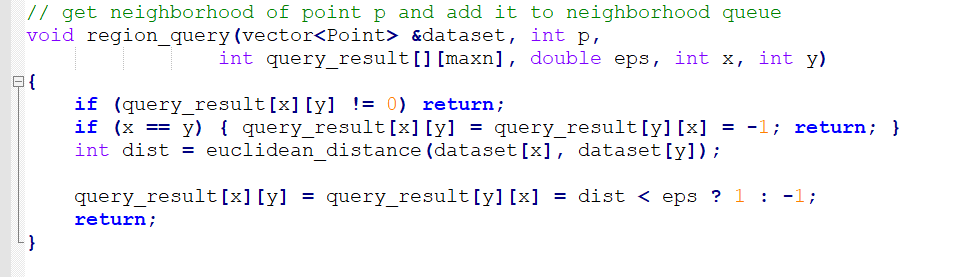 // get neighborhood of point p and add it to neighborhood queue
void region_query(vector<Point> &dataset, int p,
                int query_result[][maxn], double eps, int x, int y)
{
    if (query_result[x][y] != 0) return;
    if (x == y) { query_result[x][y] = query_result[y][x] = -1; return; }
    int dist = euclidean_distance(dataset[x], dataset[y]);

    query_result[x][y] = query_result[y][x] = dist < eps ? 1 : -1;
    return;
}